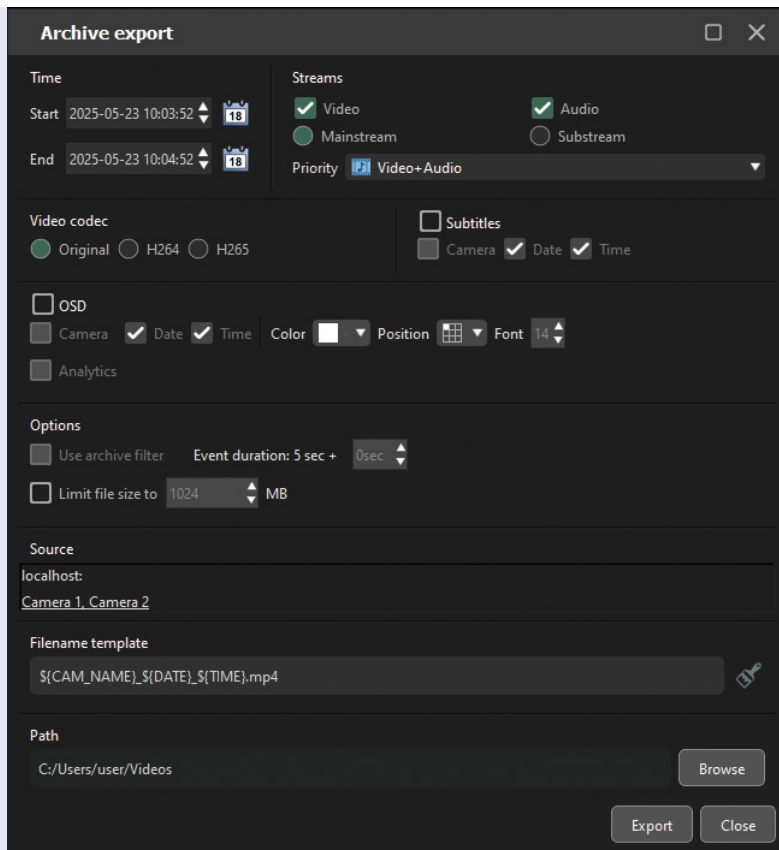 Archive export
Time
Start 2025-05-23 10:03:52 18
End 2025-05-23 10:04:52 18
Streams
Video Audio
Mainstream Substream
Priority Video+Audio
Video codec
Original H264 H265
Subtitles
Camera Date Time
OSD
Camera Date Time Color Position Font 14
Analytics
Options
Use archive filter Event duration: 5 sec + 0sec
Limit file size to 1024 MB
Source
localhost:
Camera 1, Camera 2
Filename template
${CAM_NAME}_${DATE}_${TIME}.mp4
Path
C:/Users/user/Videos Browse
Export Close